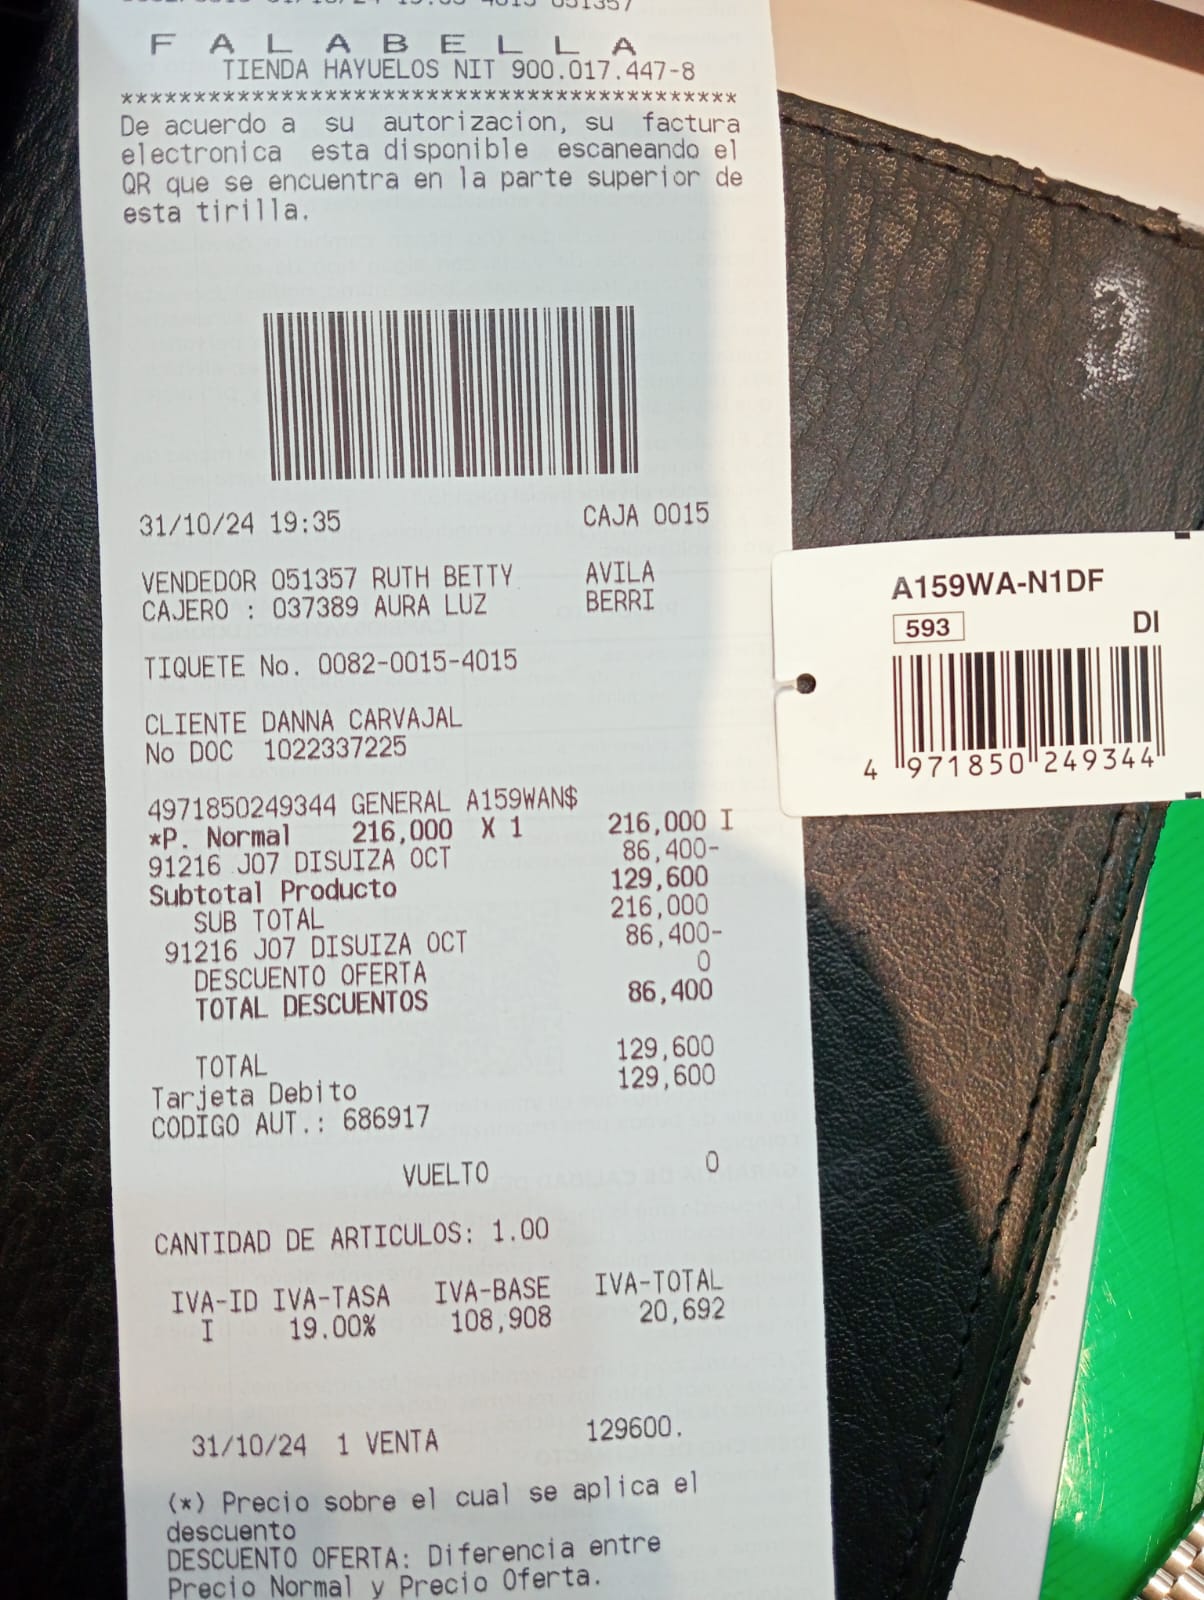 F A L A B E L L A
TIENDA HAYUELOS NIT 900.017.447-8
******************************************
De acuerdo a su autorizacion, su factura
electronica esta disponible escaneando el
QR que se encuentra en la parte superior de
esta tirilla.
31/10/24 19:35 CAJA 0015
VENDEDOR 051357 RUTH BETTY AVILA
CAJERO : 037389 AURA LUZ BERRI
TIQUETE No. 0082-0015-4015
CLIENTE DANNA CARVAJAL
No DOC 1022337225
4971850249344 GENERAL A159WAN$
*P. Normal 216,000 X 1 216,000 I
91216 J07 DISUIZA OCT 86,400-
Subtotal Producto 129,600
SUB TOTAL 216,000
91216 J07 DISUIZA OCT 86,400-
DESCUENTO OFERTA 0
TOTAL DESCUENTOS 86,400
TOTAL 129,600
Tarjeta Debito 129,600
CODIGO AUT.: 686917
VUELTO 0
CANTIDAD DE ARTICULOS: 1.00
IVA-ID IVA-TASA IVA-BASE IVA-TOTAL
I 19.00% 108,908 20,692
31/10/24 1 VENTA 129600.
(*) Precio sobre el cual se aplica el
descuento
DESCUENTO OFERTA: Diferencia entre
Precio Normal y Precio Oferta.
A159WA-N1DF
593 DI
4 971850 249344